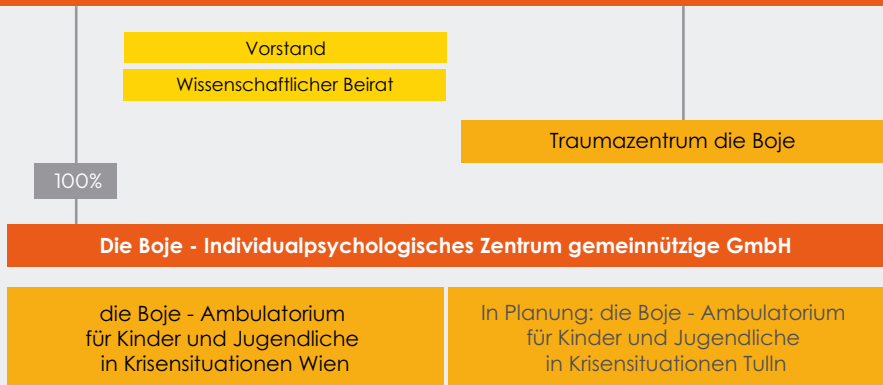 Vorstand
Wissenschaftlicher Beirat
Traumazentrum die Boje
100%
Die Boje - Individualpsychologisches Zentrum gemeinnützige GmbH
die Boje - Ambulatorium
für Kinder und Jugendliche
in Krisensituationen Wien
In Planung: die Boje - Ambulatorium
für Kinder und Jugendliche
in Krisensituationen Tulln